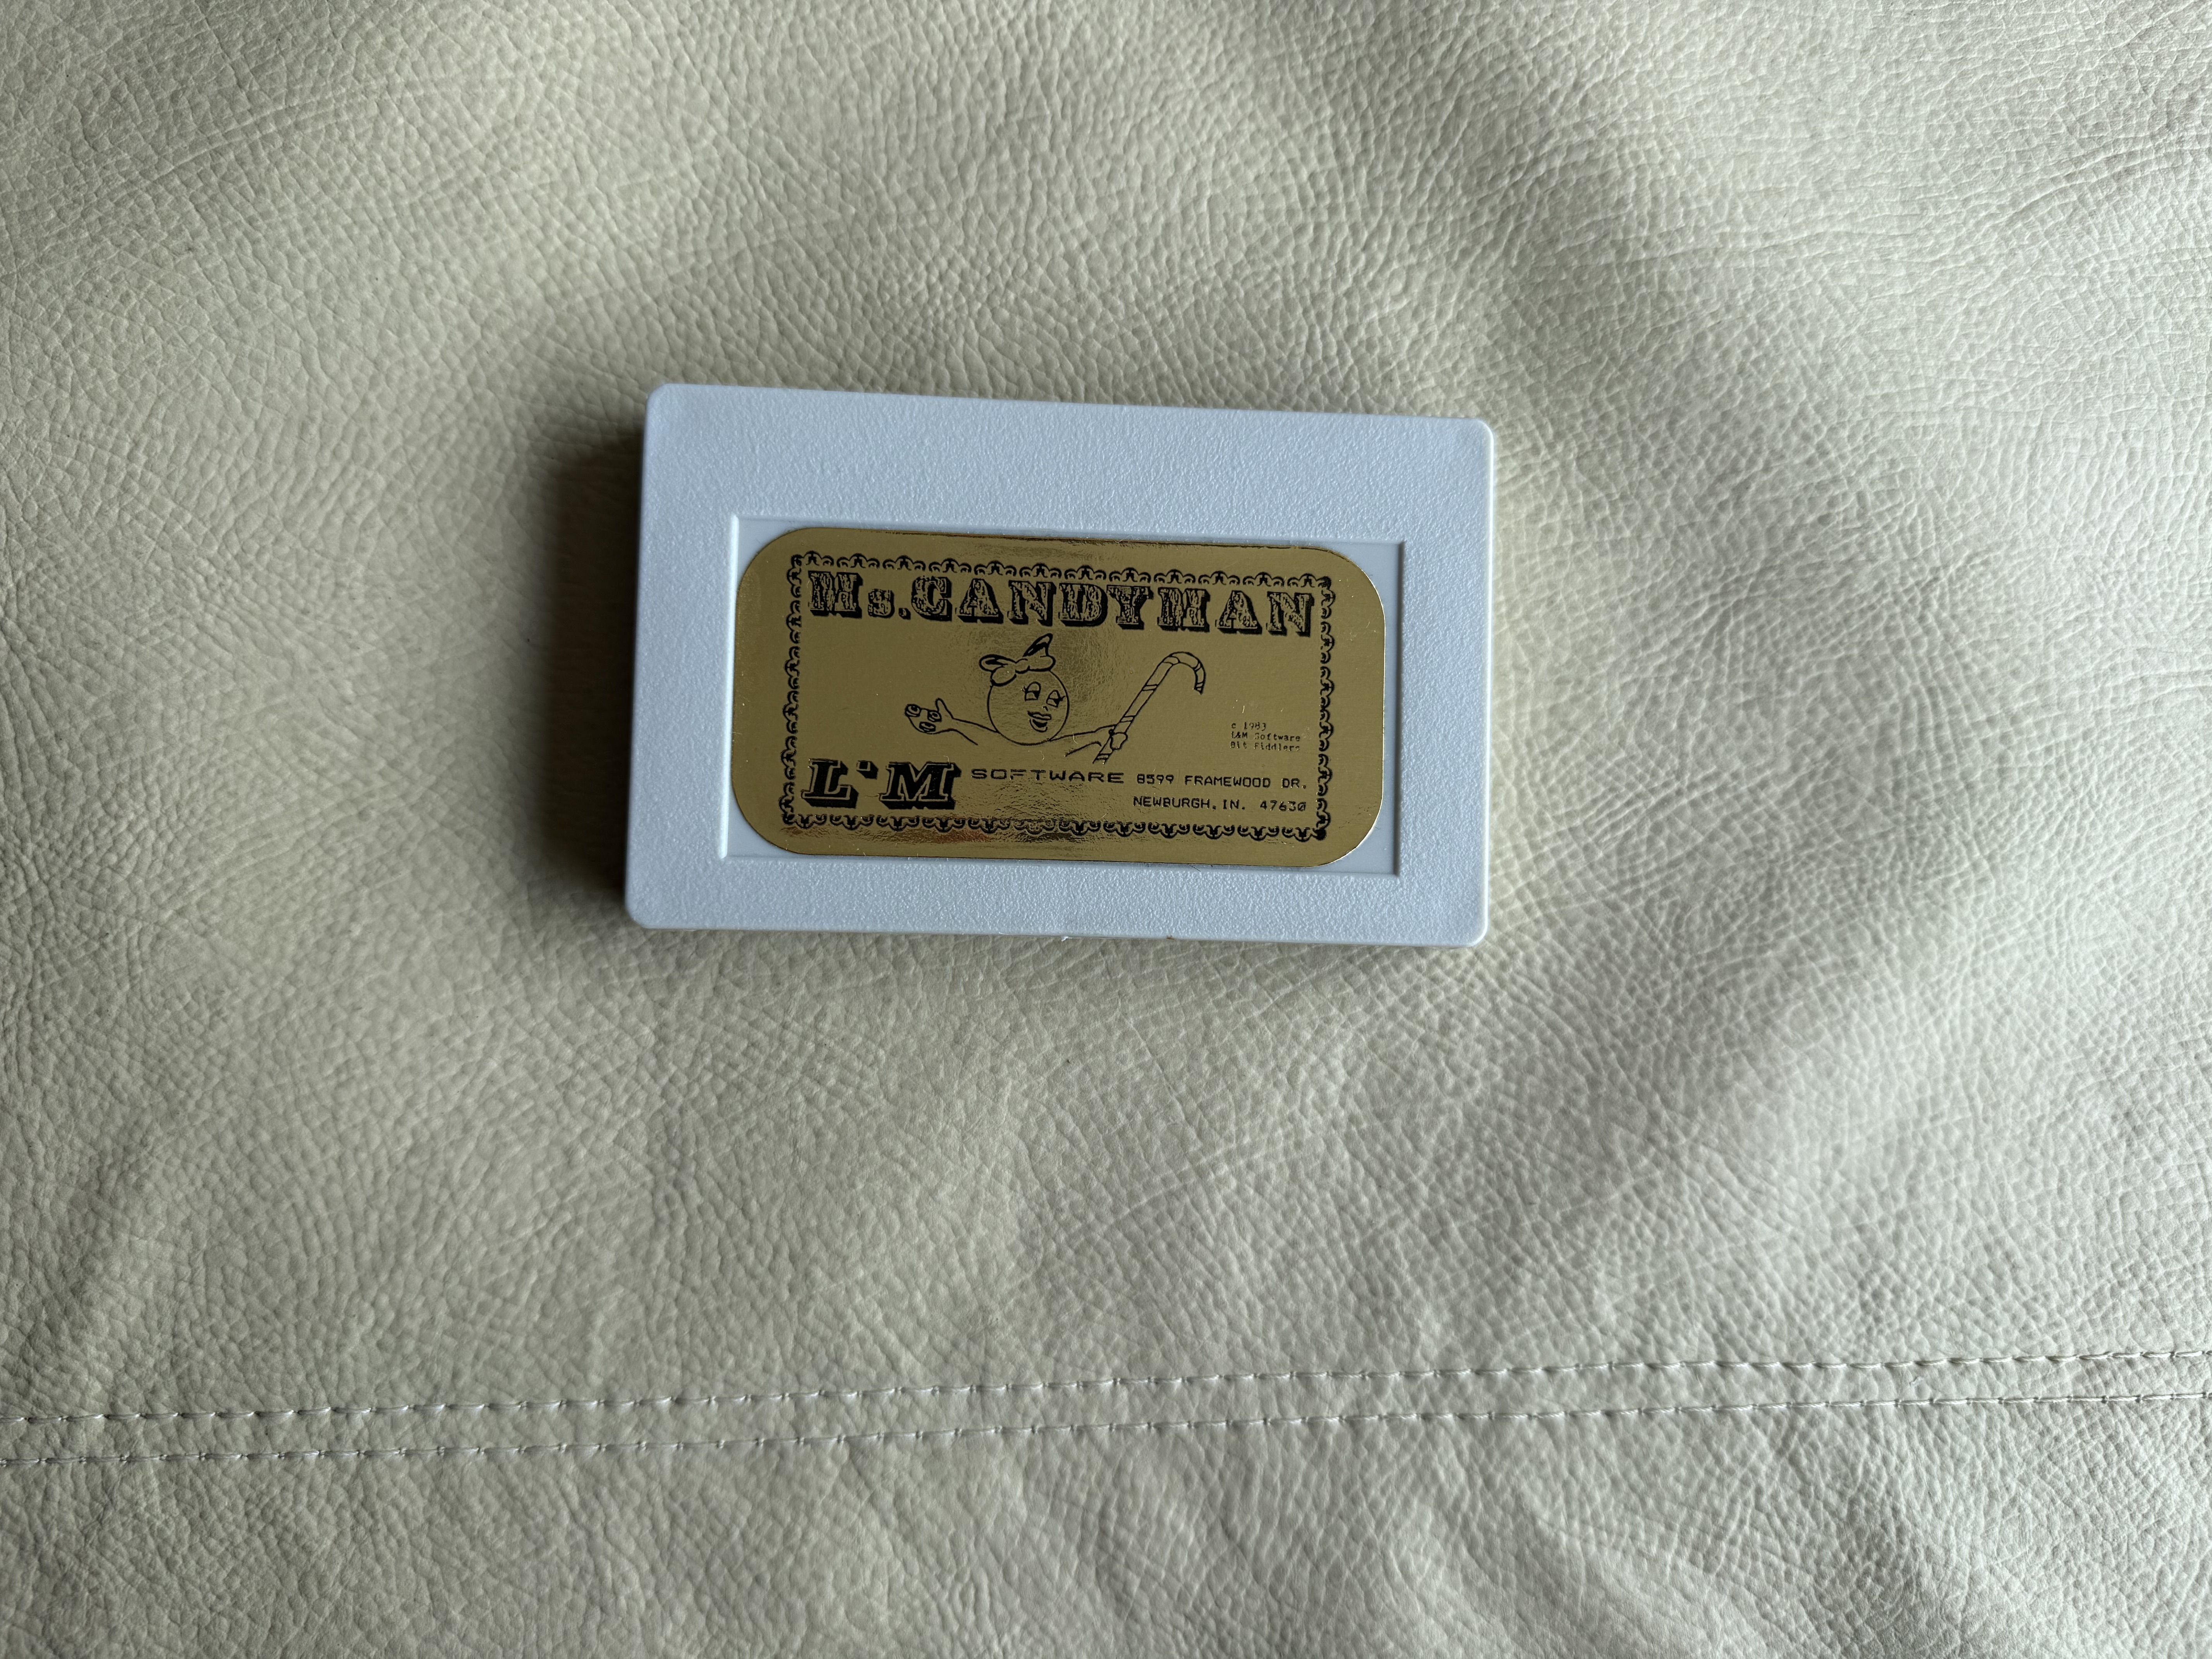 Ms. CANDYMAN
c 1983
L&M Software
Bit Fiddlers
L'M SOFTWARE 8599 FRAMEWOOD DR.
NEWBURGH, IN. 47630